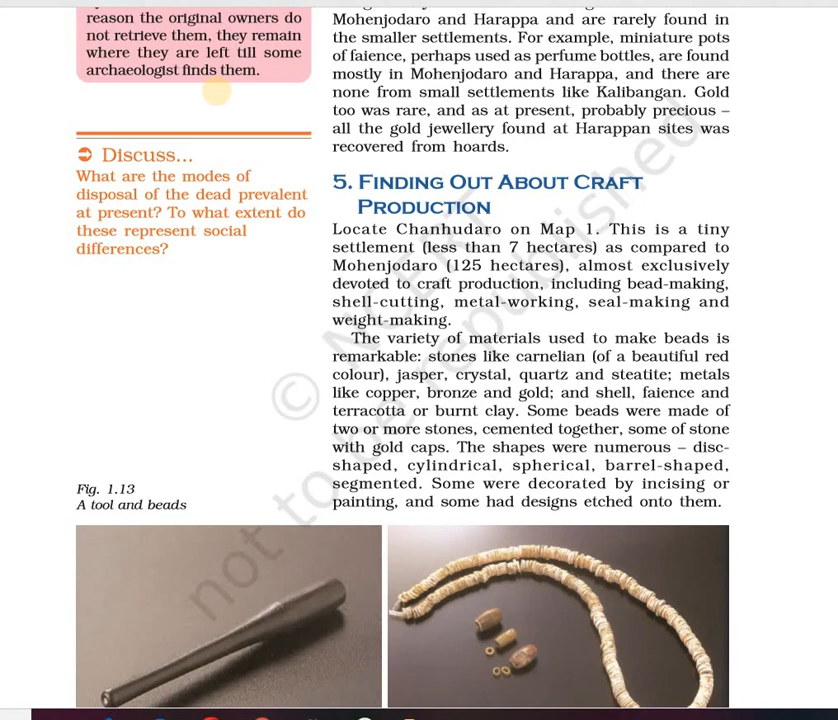 reason the original owners do
not retrieve them, they remain
where they are left till some
archaeologist finds them.
Discuss...
What are the modes of
disposal of the dead prevalent
at present? To what extent do
these represent social
differences?
Fig. 1.13
A tool and beads
Mohenjodaro and Harappa and are rarely found in
the smaller settlements. For example, miniature pots
of faience, perhaps used as perfume bottles, are found
mostly in Mohenjodaro and Harappa, and there are
none from small settlements like Kalibangan. Gold
too was rare, and as at present, probably precious –
all the gold jewellery found at Harappan sites was
recovered from hoards.
5. FINDING OUT ABOUT CRAFT
PRODUCTION
Locate Chanhudaro on Map 1. This is a tiny
settlement (less than 7 hectares) as compared to
Mohenjodaro (125 hectares), almost exclusively
devoted to craft production, including bead-making,
shell-cutting, metal-working, seal-making and
weight-making.
The variety of materials used to make beads is
remarkable: stones like carnelian (of a beautiful red
colour), jasper, crystal, quartz and steatite; metals
like copper, bronze and gold; and shell, faience and
terracotta or burnt clay. Some beads were made of
two or more stones, cemented together, some of stone
with gold caps. The shapes were numerous – disc-
shaped, cylindrical, spherical, barrel-shaped,
segmented. Some were decorated by incising or
painting, and some had designs etched onto them.
© NCERT
not to be republished